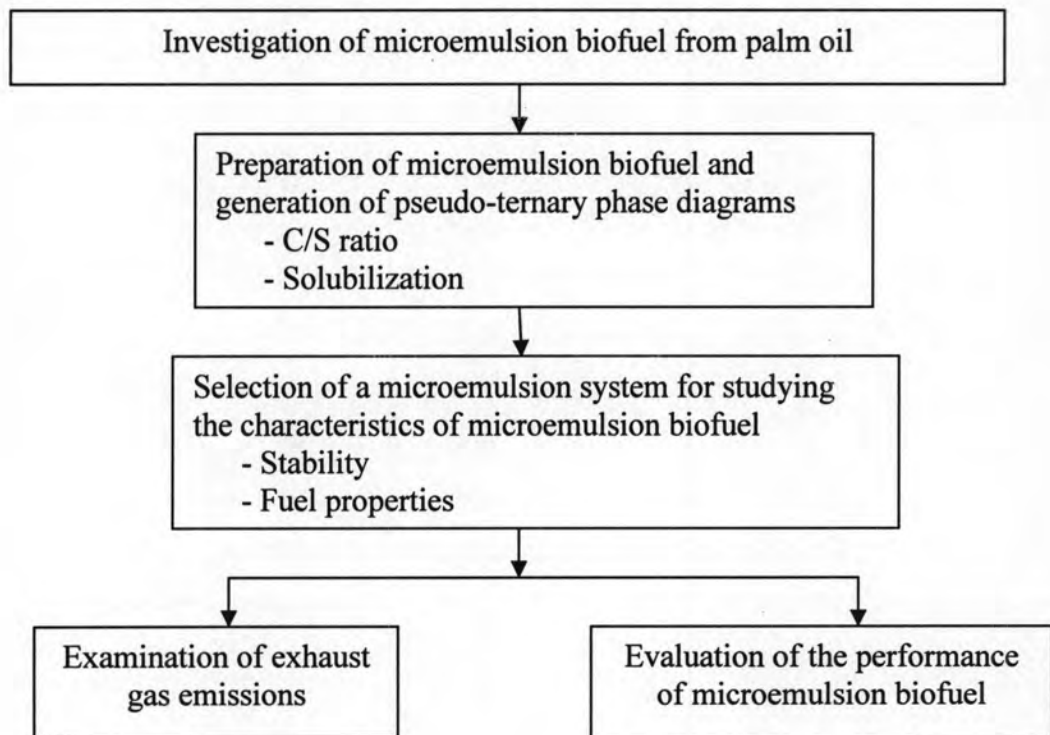 Investigation of microemulsion biofuel from palm oil
Preparation of microemulsion biofuel and
generation of pseudo-ternary phase diagrams
- C/S ratio
- Solubilization
Selection of a microemulsion system for studying
the characteristics of microemulsion biofuel
- Stability
- Fuel properties
Examination of exhaust
gas emissions
Evaluation of the performance
of microemulsion biofuel